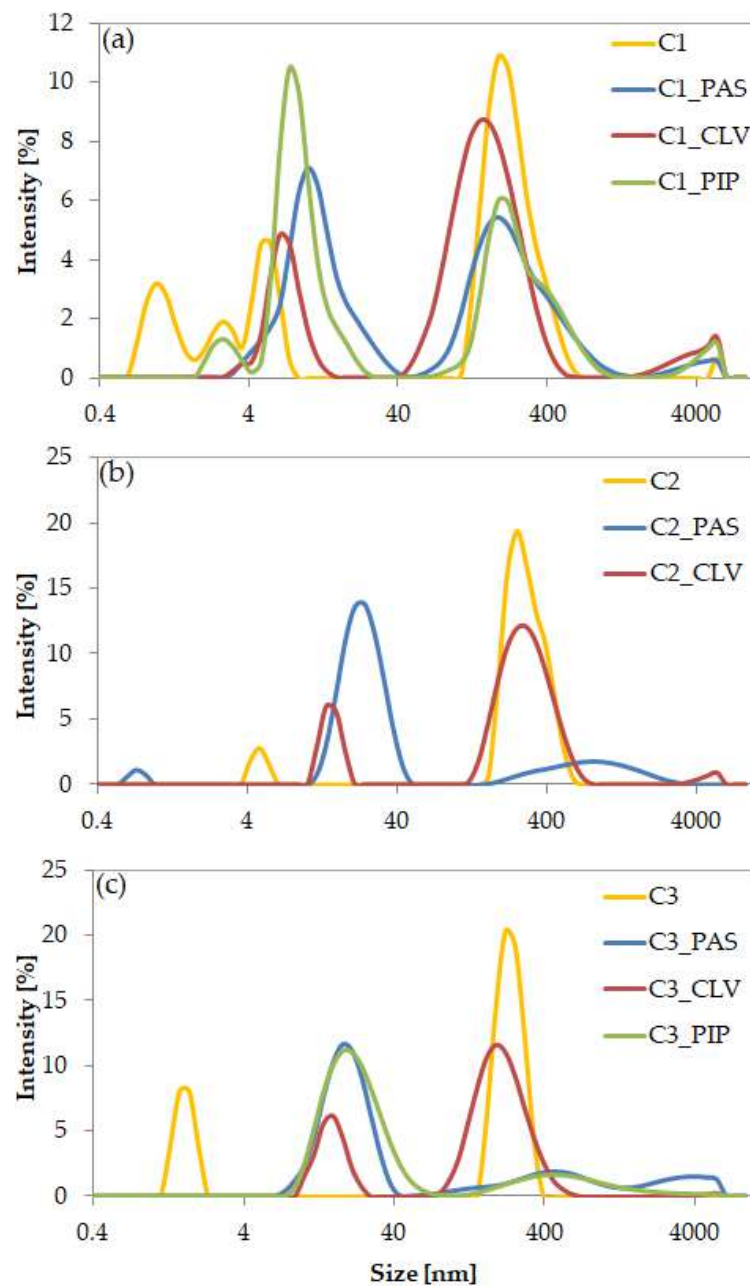 (a)
12
10
8
6
4
2
0
Intensity [%]
C1
C1_PAS
C1_CLV
C1_PIP
0.4 4 40 400 4000
(b)
25
20
15
10
5
0
Intensity [%]
C2
C2_PAS
C2_CLV
0.4 4 40 400 4000
(c)
25
20
15
10
5
0
Intensity [%]
C3
C3_PAS
C3_CLV
C3_PIP
0.4 4 40 400 4000
Size [nm]